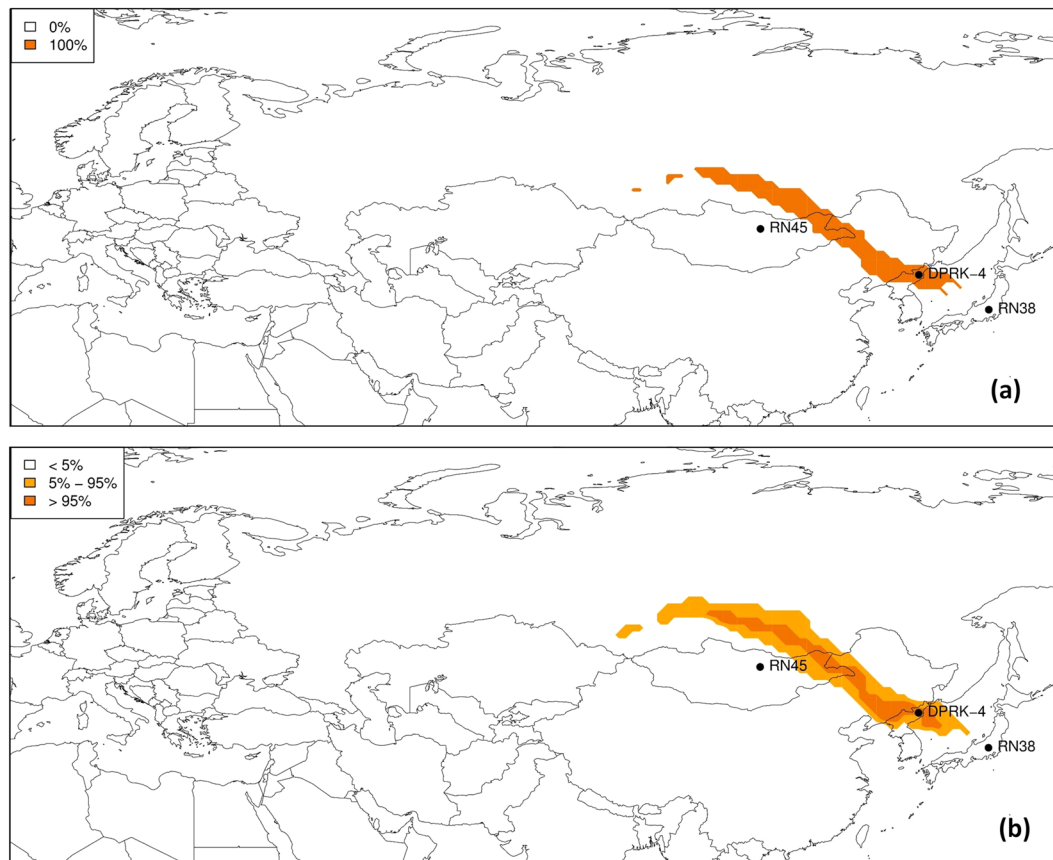 0%
100%
RN45
DPRK−4
RN38
(a)
< 5%
5% − 95%
> 95%
RN45
DPRK−4
RN38
(b)